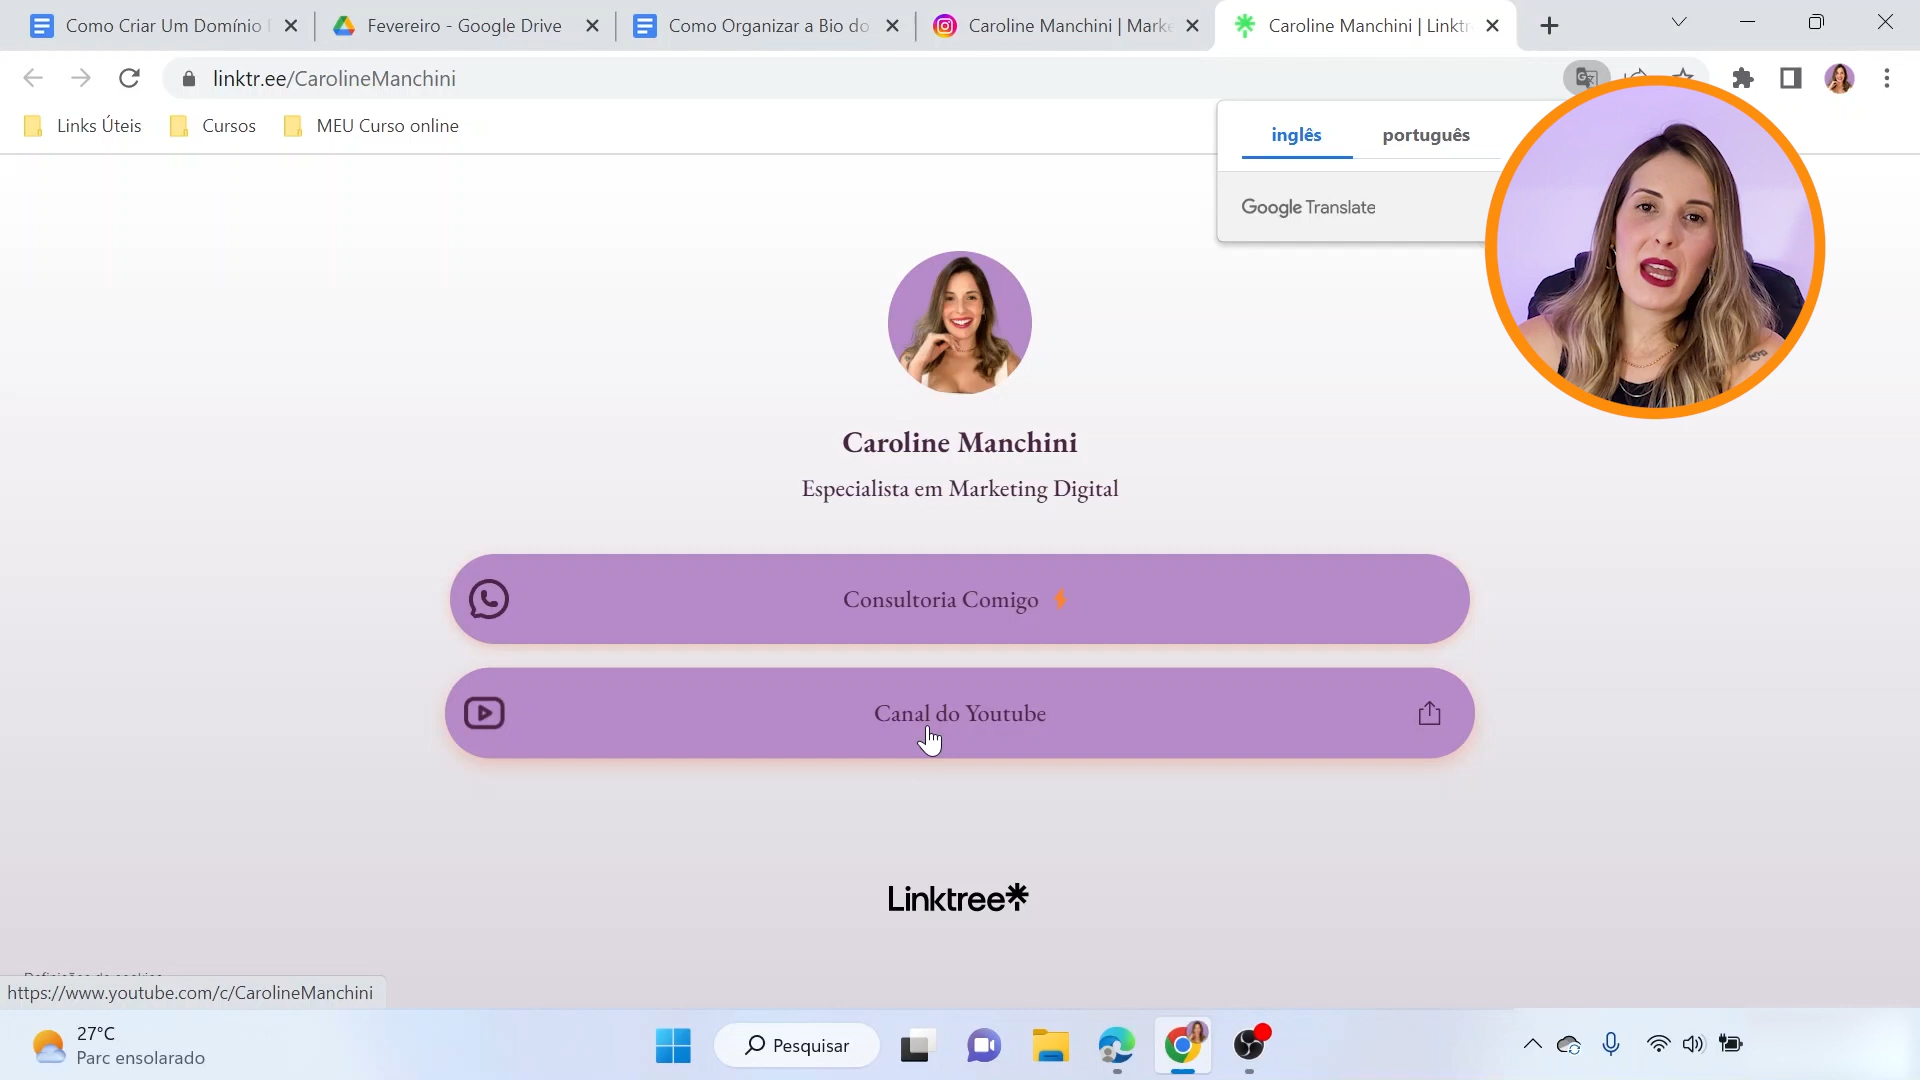 Como Criar Um Domínio
Fevereiro - Google Drive
Como Organizar a Bio do
Caroline Manchini | Marke
Caroline Manchini | Linktr
linktr.ee/CarolineManchini
Links Úteis
Cursos
MEU Curso online
inglês
português
Google Translate
Caroline Manchini
Especialista em Marketing Digital
Consultoria Comigo
Canal do Youtube
Linktree
https://www.youtube.com/c/CarolineManchini
27°C
Parc ensolarado
Pesquisar